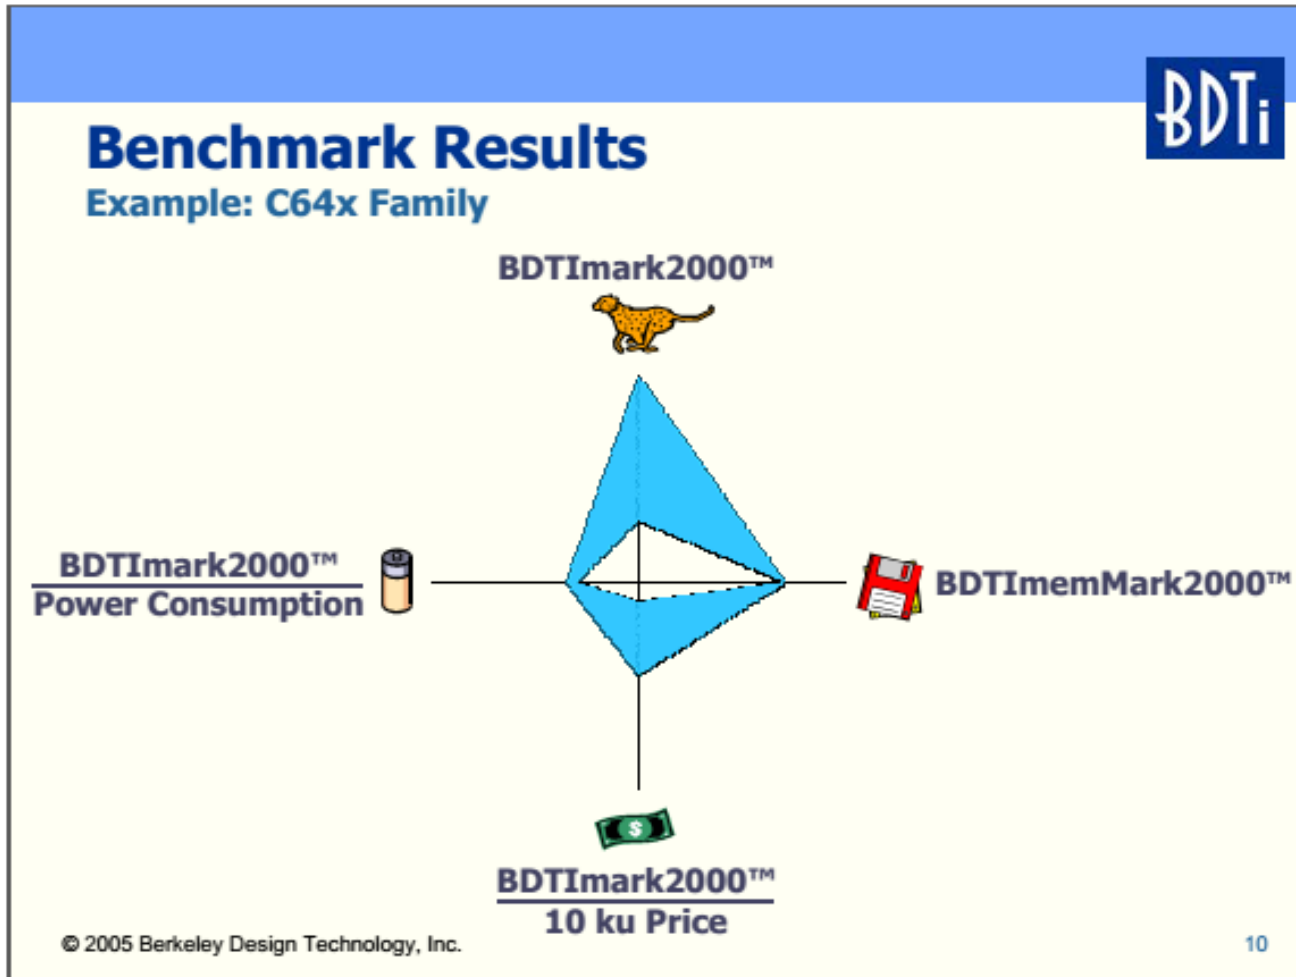 BDTi
Benchmark Results
Example: C64x Family
BDTImark2000™
BDTImark2000™
Power Consumption
BDTImemMark2000™
$
BDTImark2000™
10 ku Price
© 2005 Berkeley Design Technology, Inc.
10